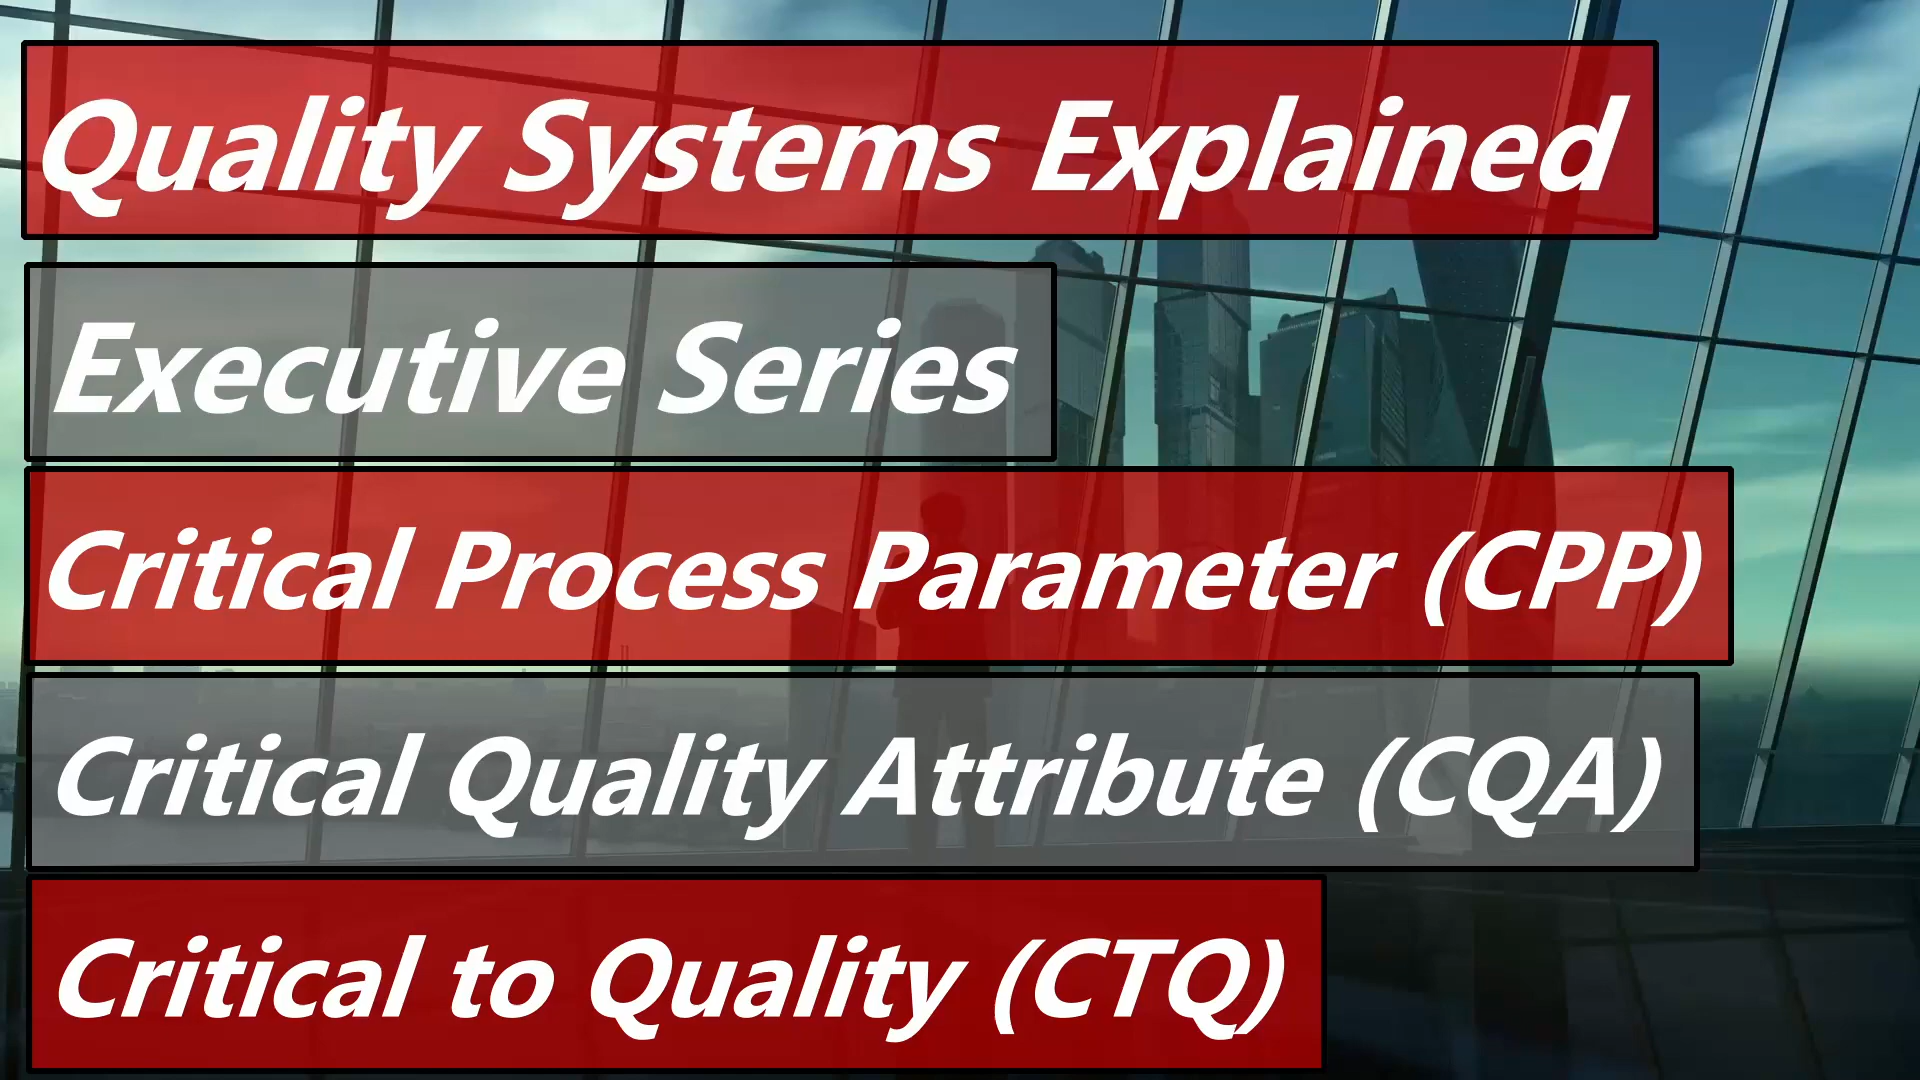 Quality Systems Explained
Executive Series
Critical Process Parameter (CPP)
Critical Quality Attribute (CQA)
Critical to Quality (CTQ)